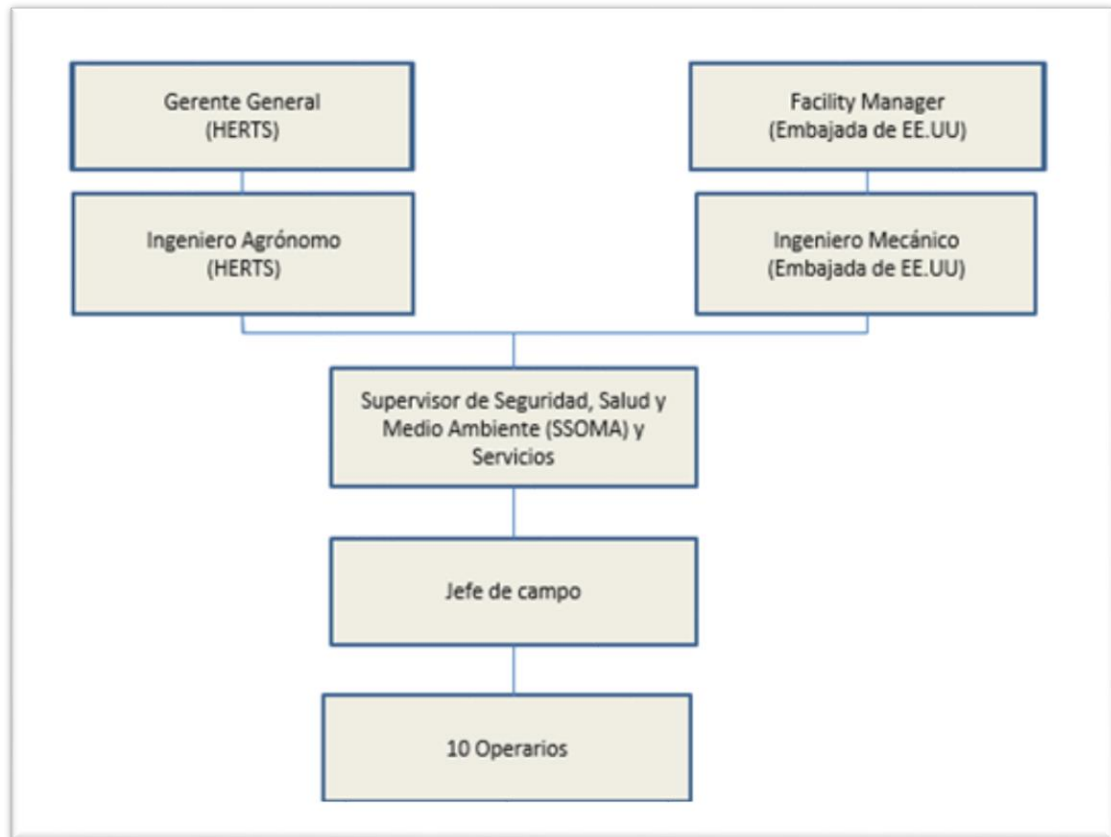 Gerente General
(HERTS)
Facility Manager
(Embajada de EE.UU)
Ingeniero Agrónomo
(HERTS)
Ingeniero Mecánico
(Embajada de EE.UU)
Supervisor de Seguridad, Salud y
Medio Ambiente (SSOMA) y
Servicios
Jefe de campo
10 Operarios